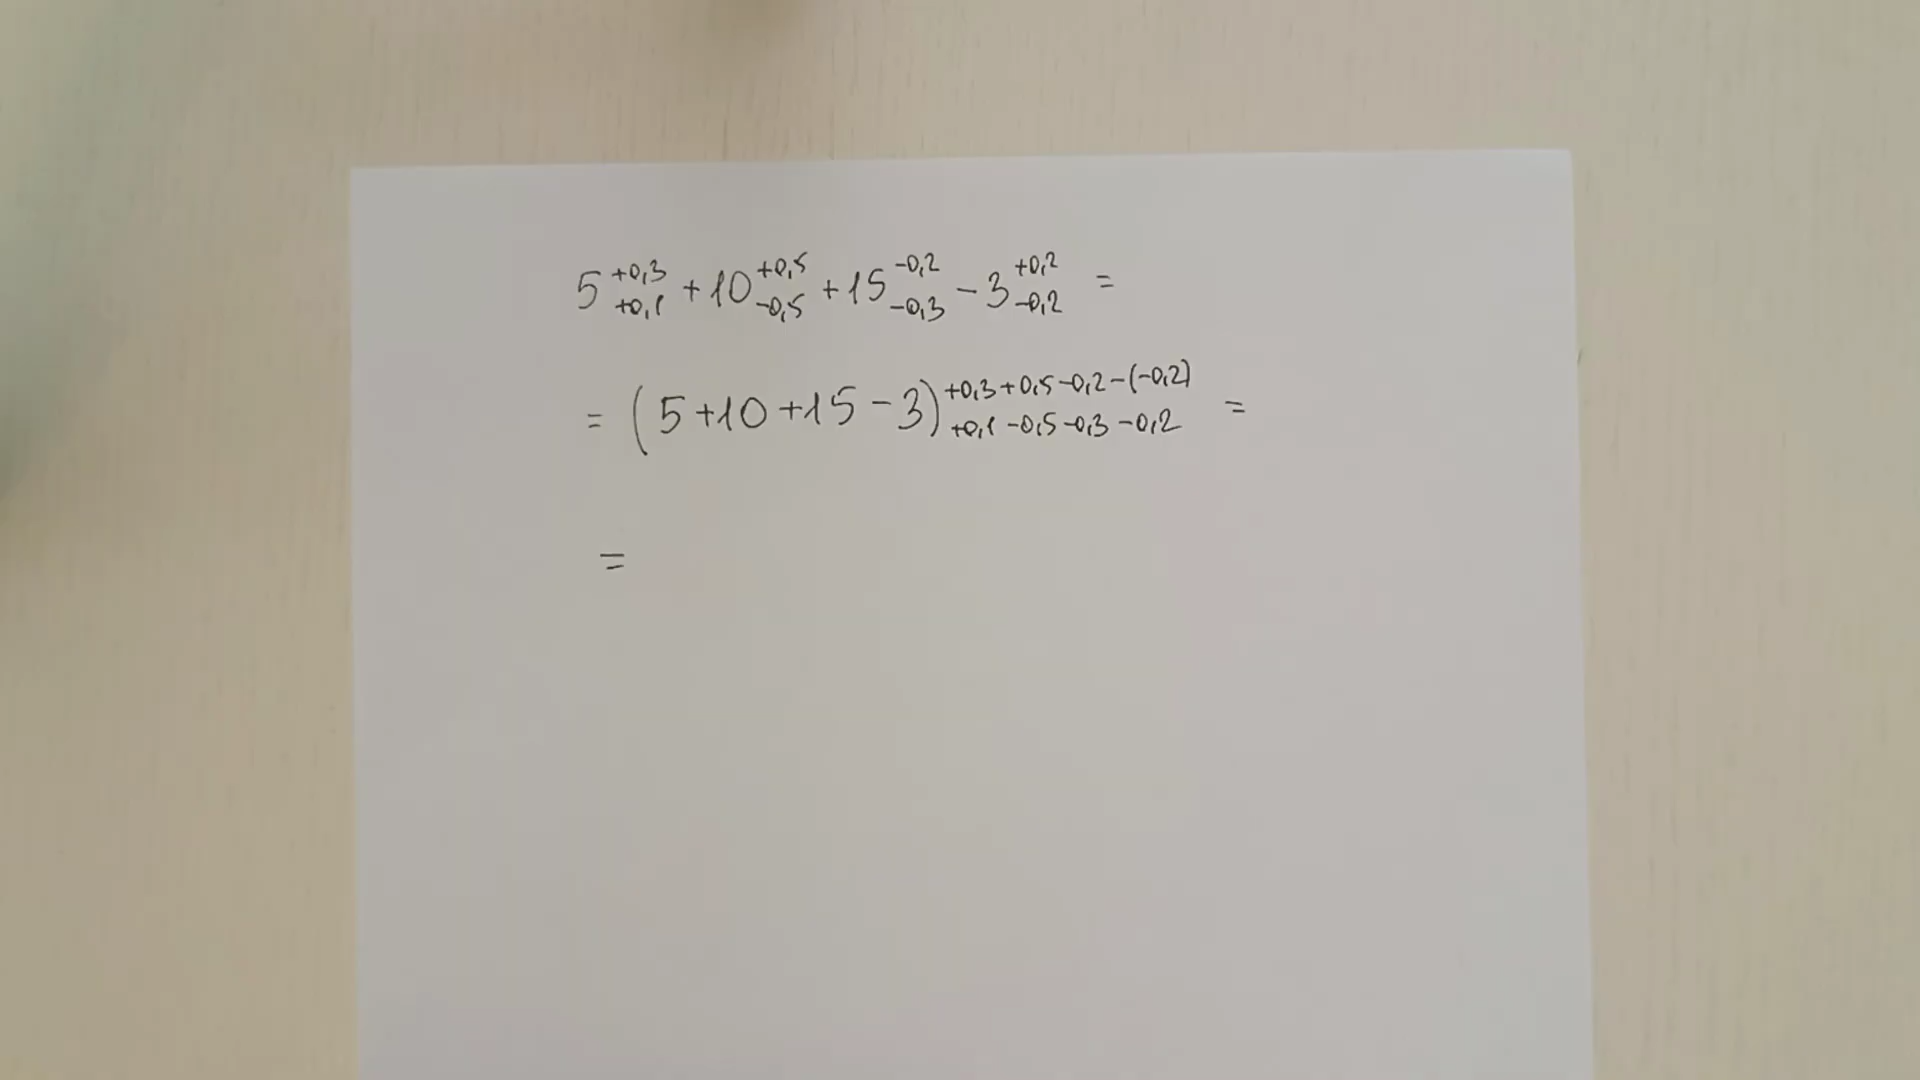 5 +0,3 +0,1 + 10 +0,5 -0,5 + 15 -0,2 -0,3 - 3 +0,2 -0,2 =
= (5 + 10 + 15 - 3) +0,3 + 0,5 - 0,2 - (-0,2) +0,1 - 0,5 - 0,3 - 0,2 =
=